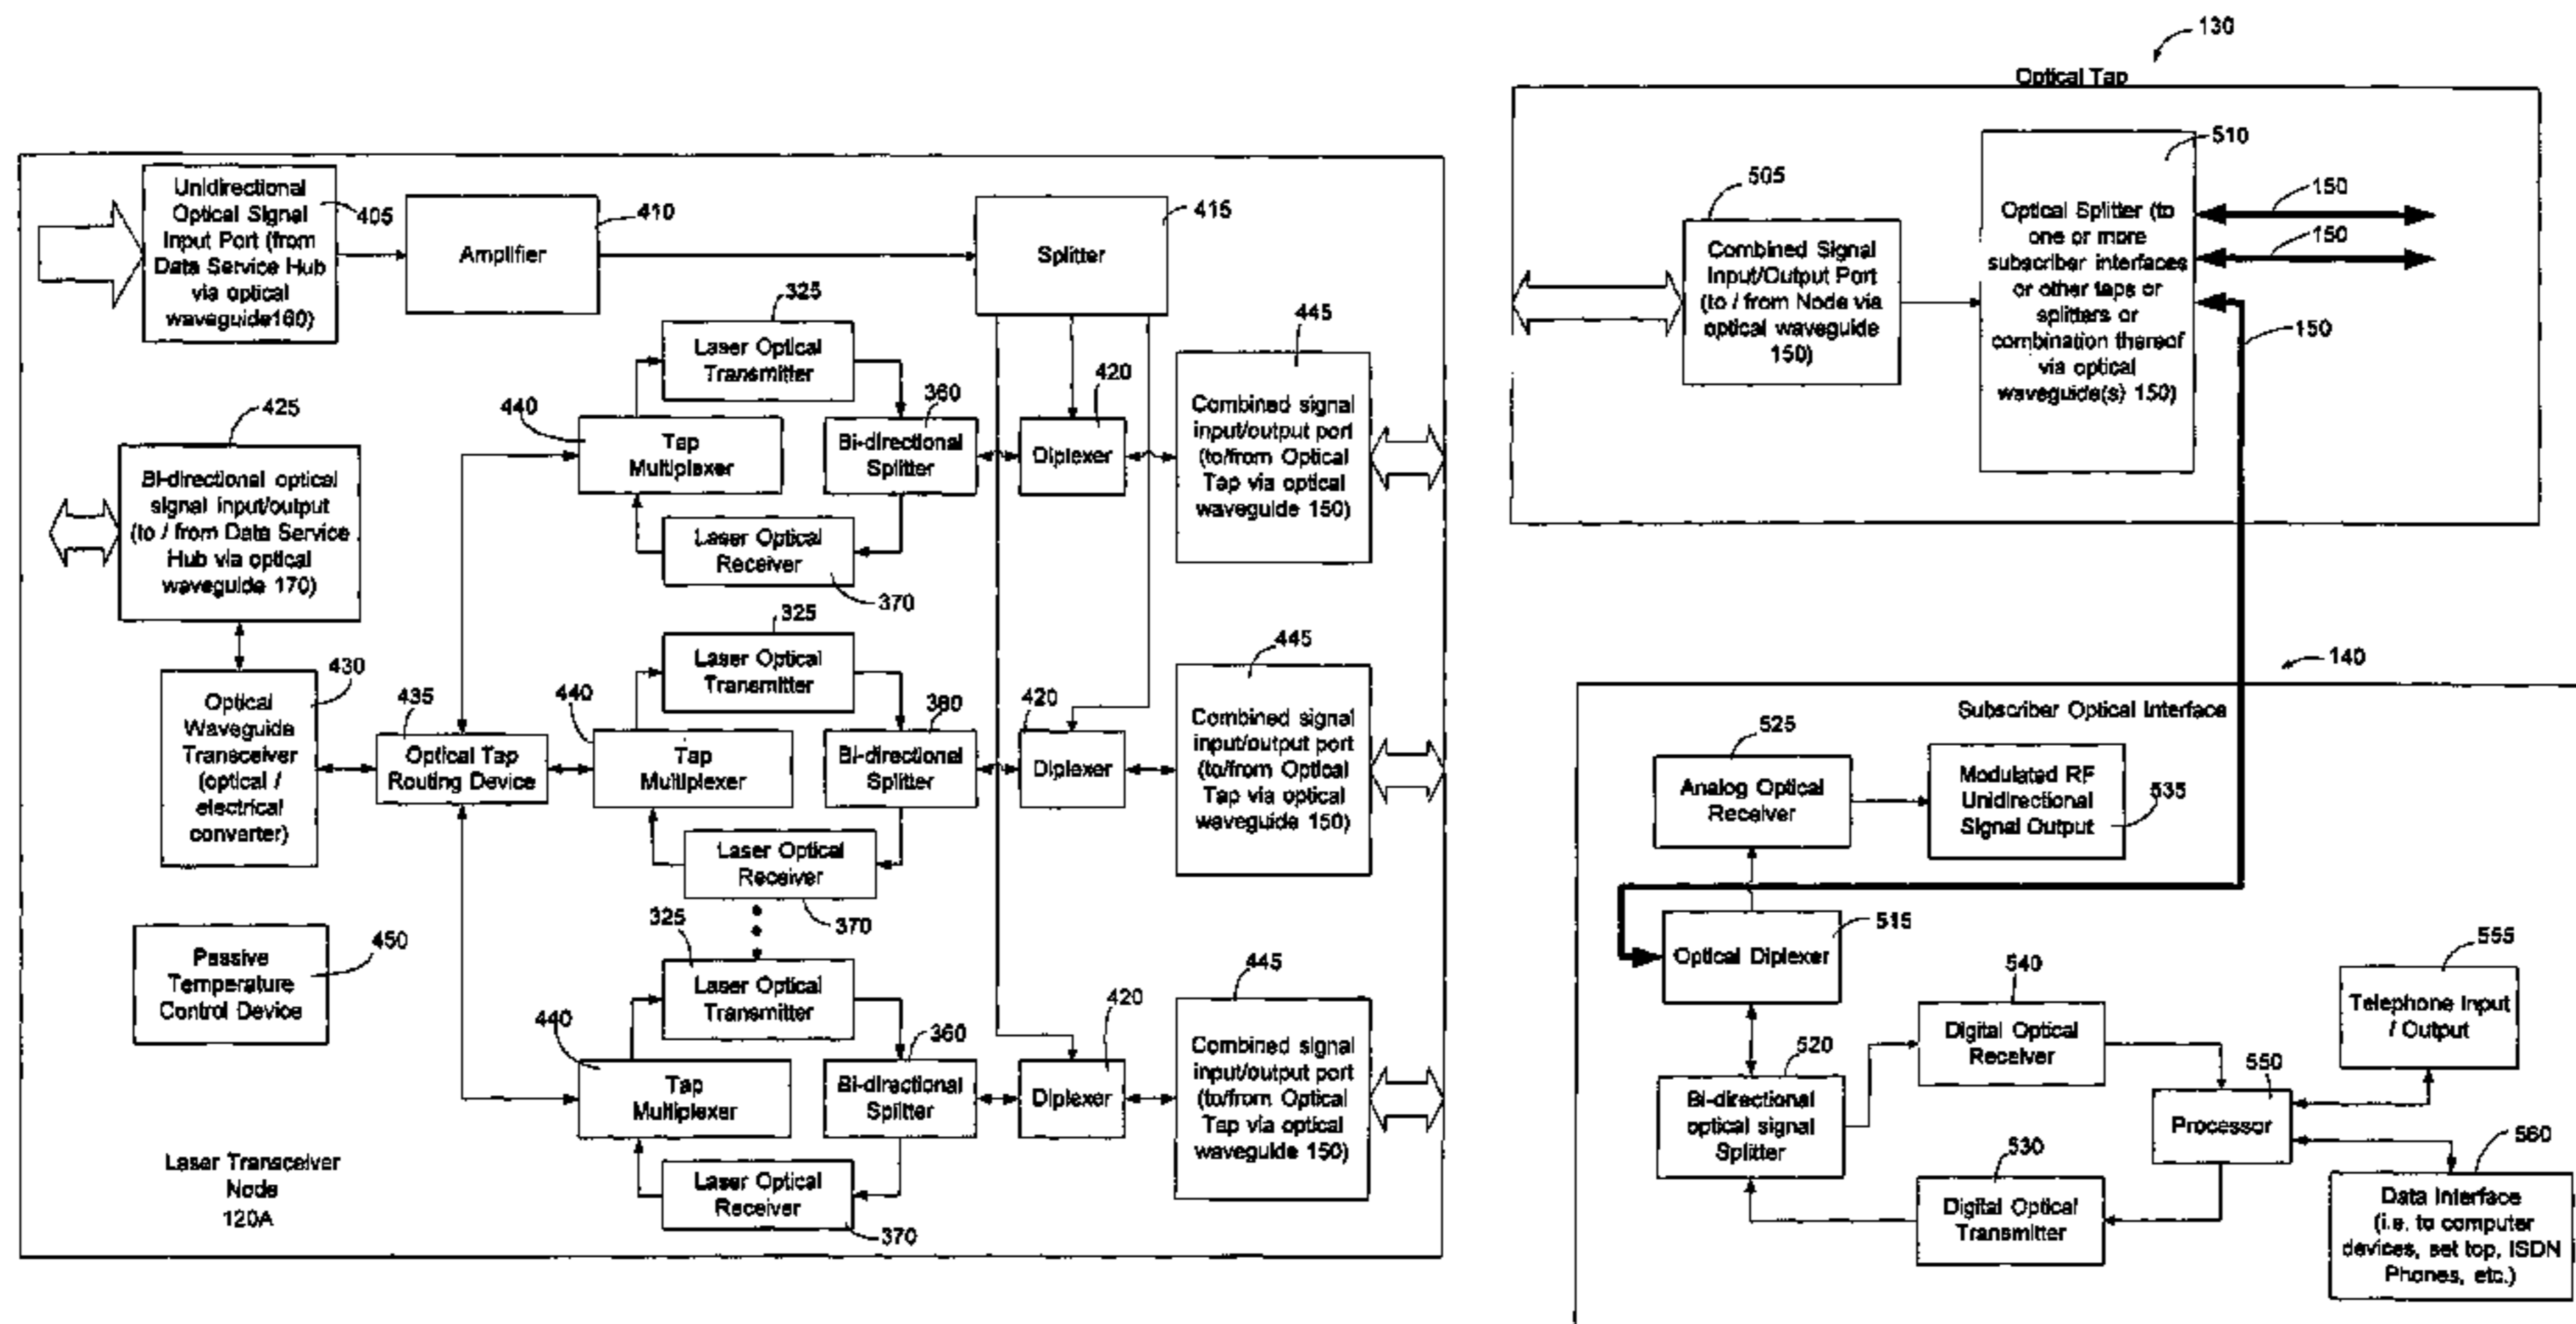 130
Optical Tap
Unidirectional
Optical Signal
Input Port (from
Data Service Hub
via optical
waveguide160)
405
Amplifier
410
Splitter
415
325
Laser Optical
Transmitter
440
Tap
Multiplexer
360
Bi-directional
Splitter
420
Diplexer
445
Combined signal
input/output port
(to/from Optical
Tap via optical
waveguide 150)
Laser Optical
Receiver
370
425
Bi-directional optical
signal input/output
(to / from Data Service
Hub via optical
waveguide 170)
430
Optical
Waveguide
Transceiver
(optical /
electrical
converter)
435
Optical Tap
Routing Device
325
Laser Optical
Transmitter
440
Tap
Multiplexer
380
Bi-directional
Splitter
420
Diplexer
445
Combined signal
input/output port
(to/from Optical
Tap via optical
waveguide 150)
Laser Optical
Receiver
370
450
Passive
Temperature
Control Device
325
Laser Optical
Transmitter
440
Tap
Multiplexer
360
Bi-directional
Splitter
420
Diplexer
445
Combined signal
input/output port
(to/from Optical
Tap via optical
waveguide 150)
Laser Optical
Receiver
370
Laser Transceiver
Node
120A
505
Combined Signal
Input/Output Port
(to / from Node via
optical waveguide
150)
510
Optical Splitter (to
one or more
subscriber interfaces
or other taps or
splitters or
combination thereof
via optical
waveguide(s) 150)
150
150
150
140
Subscriber Optical Interface
525
Analog Optical
Receiver
Modulated RF
Unidirectional
Signal Output
535
515
Optical Diplexer
520
Bi-directional
optical signal
Splitter
540
Digital Optical
Receiver
530
Digital Optical
Transmitter
550
Processor
555
Telephone Input
/ Output
560
Data Interface
(i.e. to computer
devices, set top, ISDN
Phones, etc.)